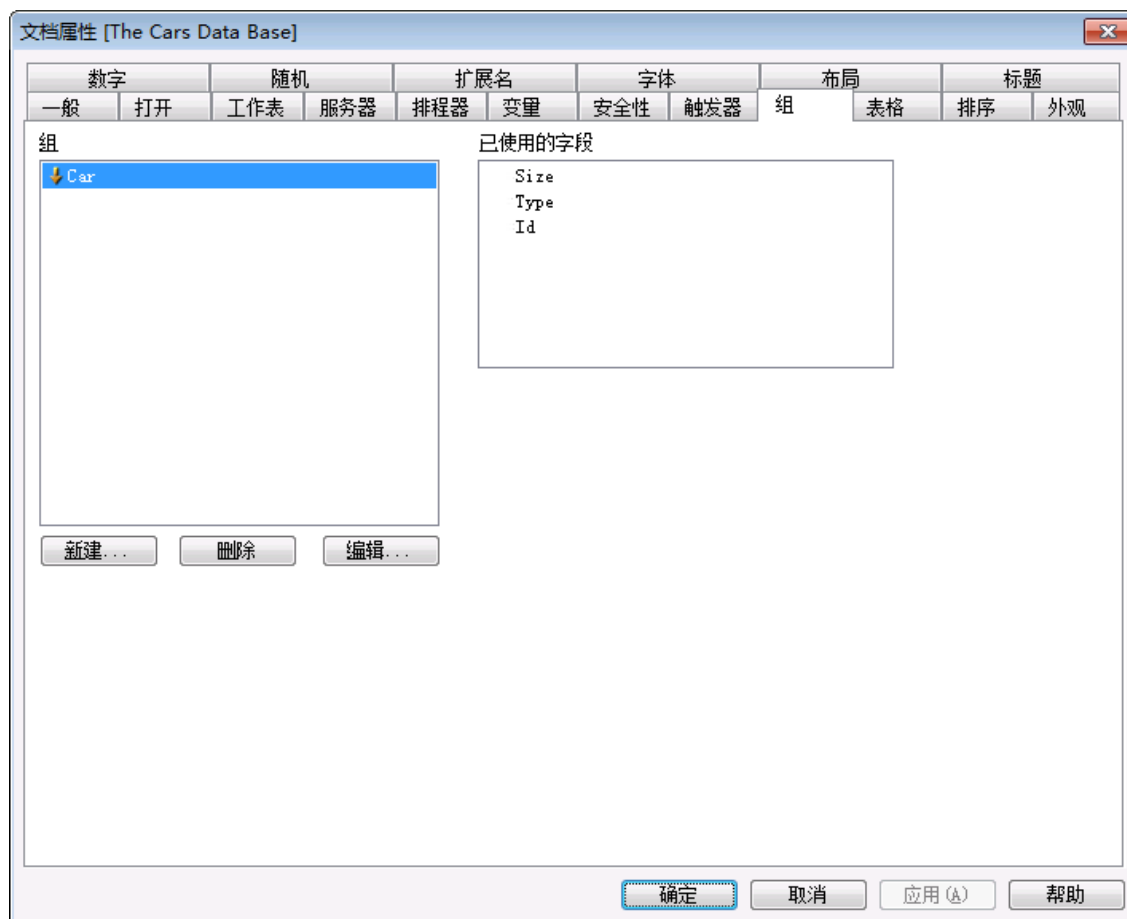 文档属性 [The Cars Data Base]
数字 随机 扩展名 字体 布局 标题
一般 打开 工作表 服务器 排程器 变量 安全性 触发器 组 表格 排序 外观
组 已使用的字段
Car
Size
Type
Id
新建... 删除 编辑...
确定 取消 应用(A) 帮助